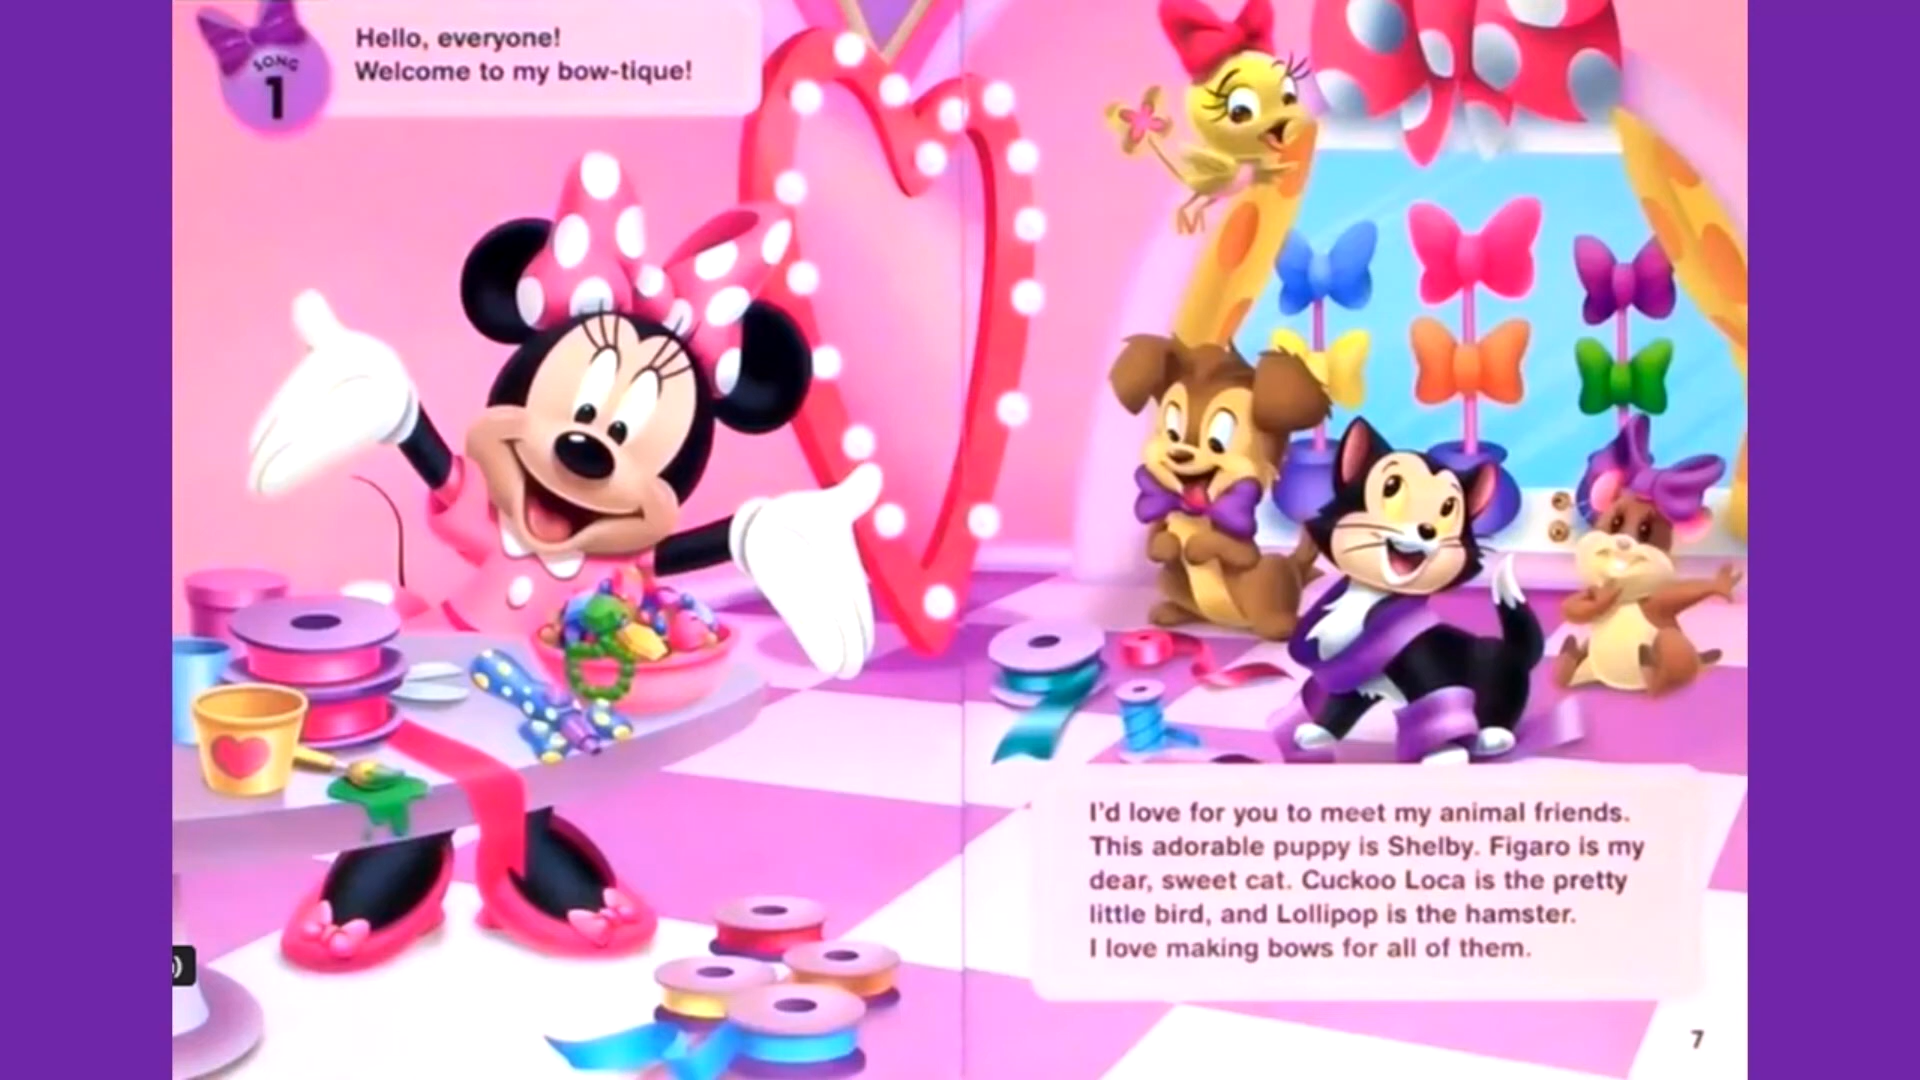 SONG
1
Hello, everyone!
Welcome to my bow-tique!
I'd love for you to meet my animal friends.
This adorable puppy is Shelby. Figaro is my
dear, sweet cat. Cuckoo Loca is the pretty
little bird, and Lollipop is the hamster.
I love making bows for all of them.
7